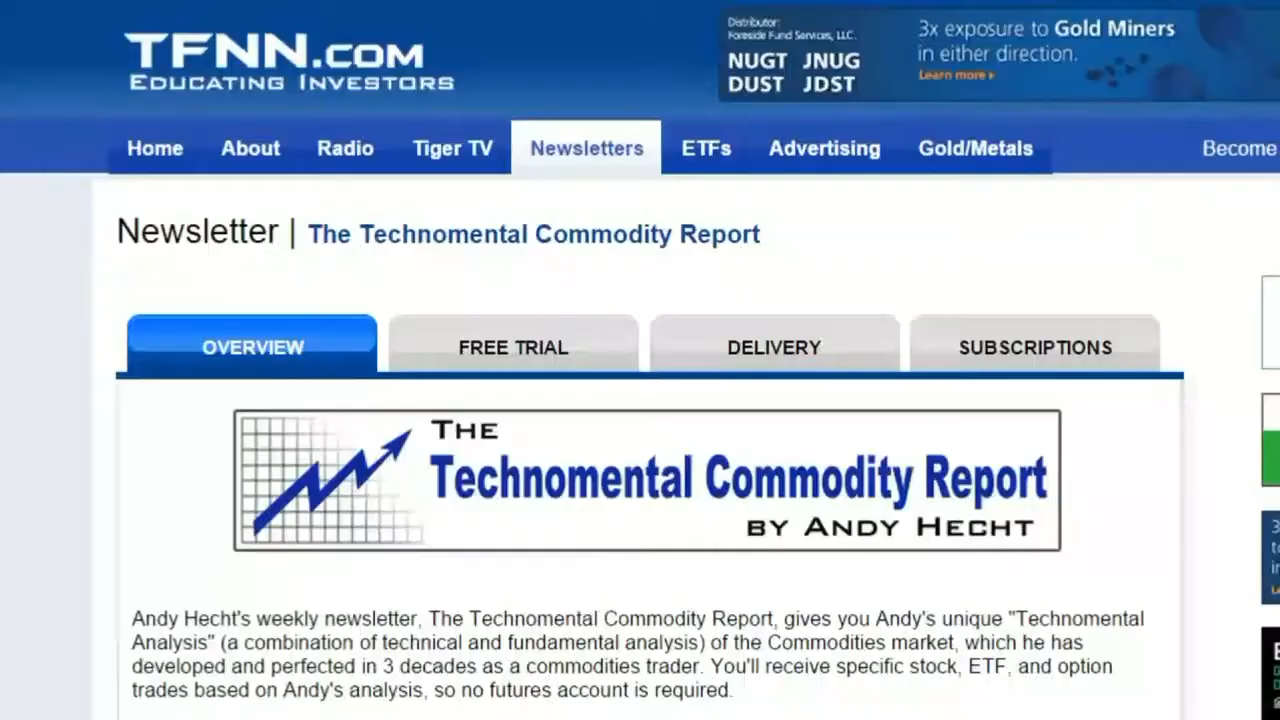 TFNN.COM
EDUCATING INVESTORS
Distributor:
Foreside Fund Services, LLC.
NUGT JNUG
DUST JDST
3x exposure to Gold Miners
in either direction.
Learn more
Home About Radio Tiger TV Newsletters ETFs Advertising Gold/Metals Become
Newsletter | The Technomental Commodity Report
OVERVIEW FREE TRIAL DELIVERY SUBSCRIPTIONS
THE
Technomental Commodity Report
BY ANDY HECHT
Andy Hecht's weekly newsletter, The Technomental Commodity Report, gives you Andy's unique "Technomental
Analysis" (a combination of technical and fundamental analysis) of the Commodities market, which he has
developed and perfected in 3 decades as a commodities trader. You'll receive specific stock, ETF, and option
trades based on Andy's analysis, so no futures account is required.